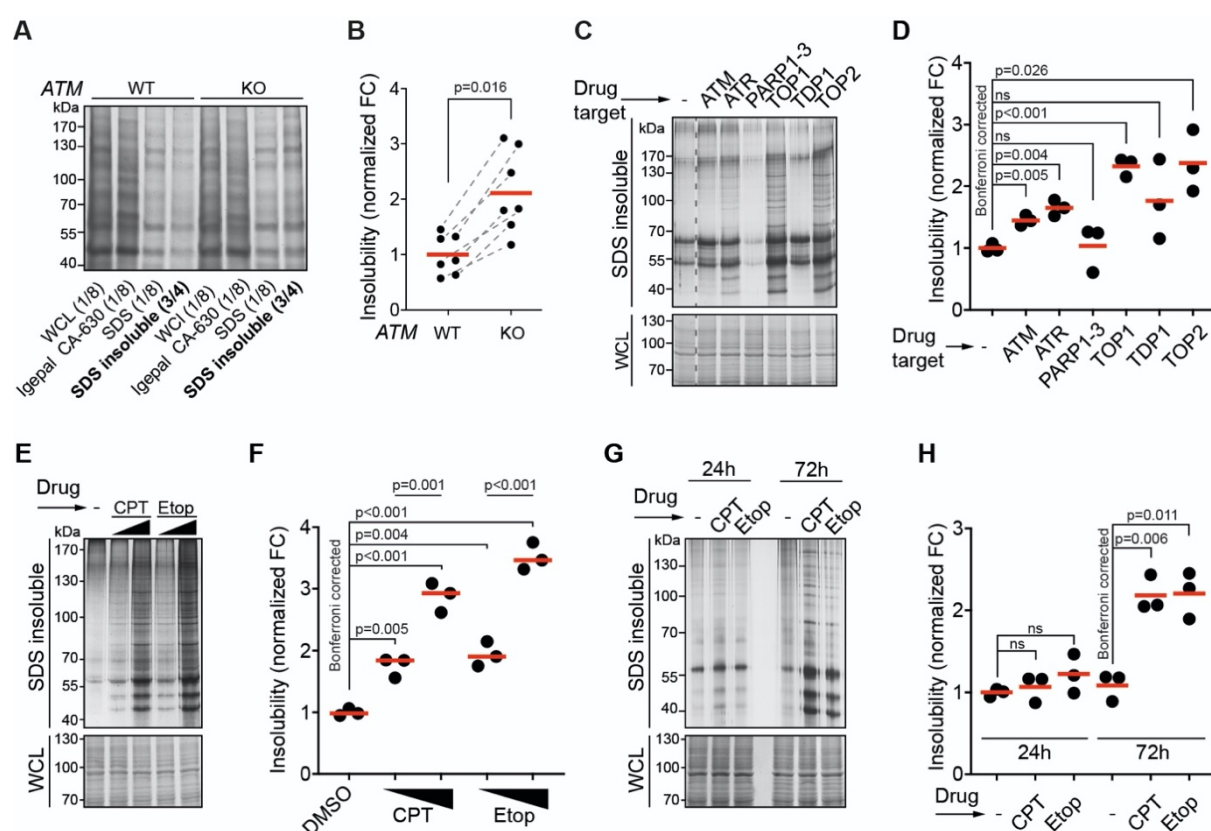 A
ATM WT KO
kDa
170
130
100
70
55
40
WCL (1/8)
Igepal CA-630 (1/8)
SDS (1/8)
SDS insoluble (3/4)
WCl (1/8)
Igepal CA-630 (1/8)
SDS (1/8)
SDS insoluble (3/4)
B
Insolubility (normalized FC)
p=0.016
4
3
2
1
0
ATM WT KO
C
Drug target
- ATM ATR PARP1-3 TOP1 TDP1 TOP2
SDS insoluble
kDa
170
130
100
70
55
40
WCL
130
100
70
D
Insolubility (normalized FC)
4
3
2
1
0
Bonferroni corrected
p=0.026
ns
p<0.001
ns
p=0.004
p=0.005
Drug target
- ATM ATR PARP1-3 TOP1 TDP1 TOP2
E
Drug
- CPT Etop
SDS insoluble
kDa
170
130
100
70
55
40
WCL
130
100
70
F
Insolubility (normalized FC)
4
3
2
1
0
Bonferroni corrected
p=0.001 p<0.001
p<0.001
p=0.004
p<0.001
p=0.005
DMSO CPT Etop
G
24h 72h
Drug
- CPT Etop - CPT Etop
SDS insoluble
kDa
170
130
100
70
55
40
WCL
130
100
70
H
Insolubility (normalized FC)
3
2
1
0
ns
ns
Bonferroni corrected
p=0.011
p=0.006
24h 72h
Drug
- CPT Etop - CPT Etop